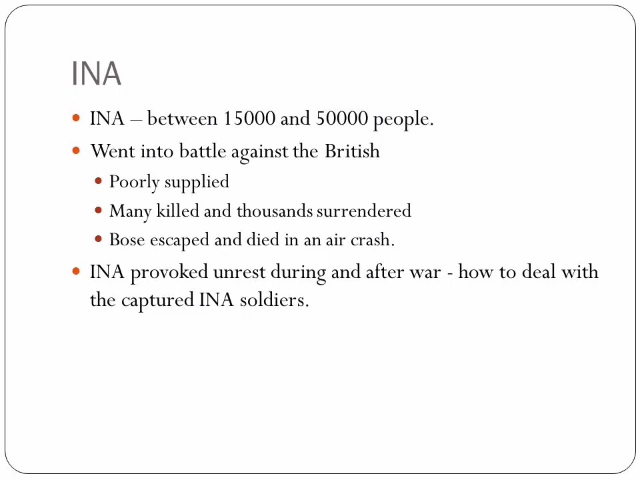 INA
• INA – between 15000 and 50000 people.
• Went into battle against the British
• Poorly supplied
• Many killed and thousands surrendered
• Bose escaped and died in an air crash.
• INA provoked unrest during and after war - how to deal with
the captured INA soldiers.